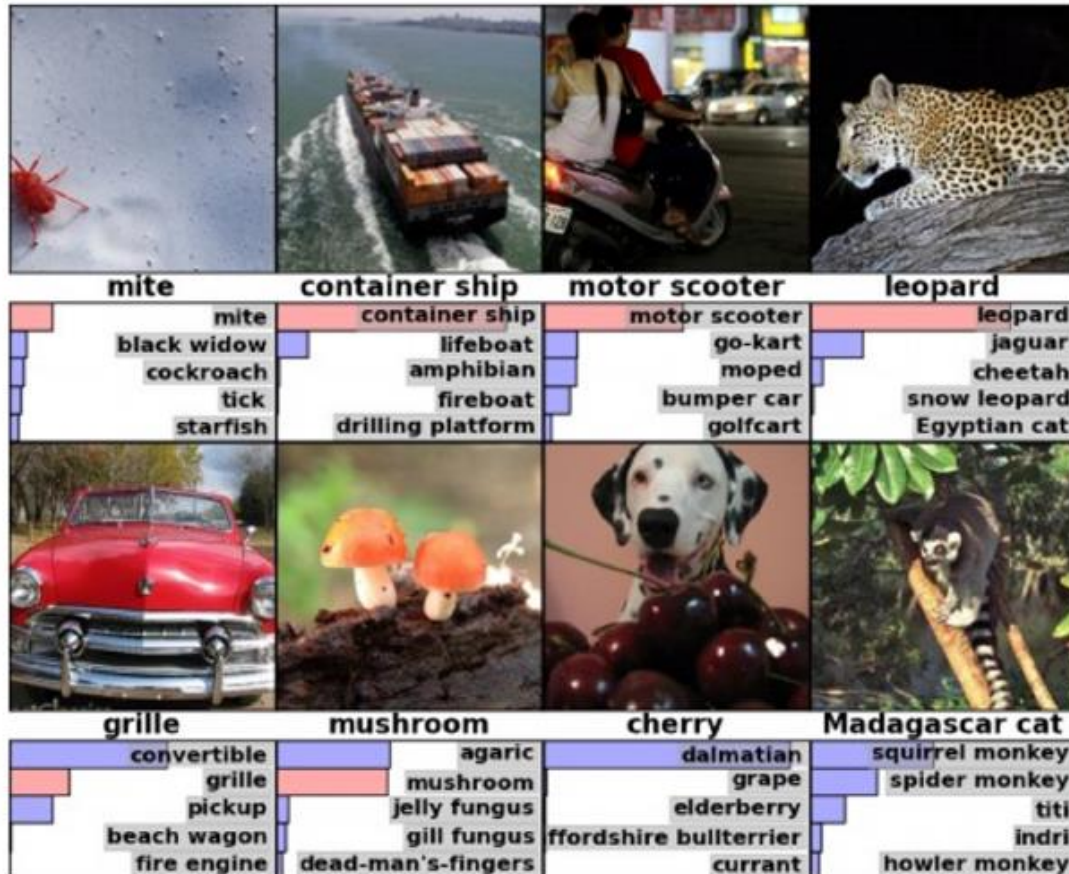 mite
container ship
motor scooter
leopard
mite
black widow
cockroach
tick
starfish
container ship
lifeboat
amphibian
fireboat
drilling platform
motor scooter
go-kart
moped
bumper car
golfcart
leopard
jaguar
cheetah
snow leopard
Egyptian cat
grille
mushroom
cherry
Madagascar cat
convertible
grille
pickup
beach wagon
fire engine
agaric
mushroom
jelly fungus
gill fungus
dead-man's-fingers
dalmatian
grape
elderberry
ffordshire bullterrier
currant
squirrel monkey
spider monkey
titi
indri
howler monkey